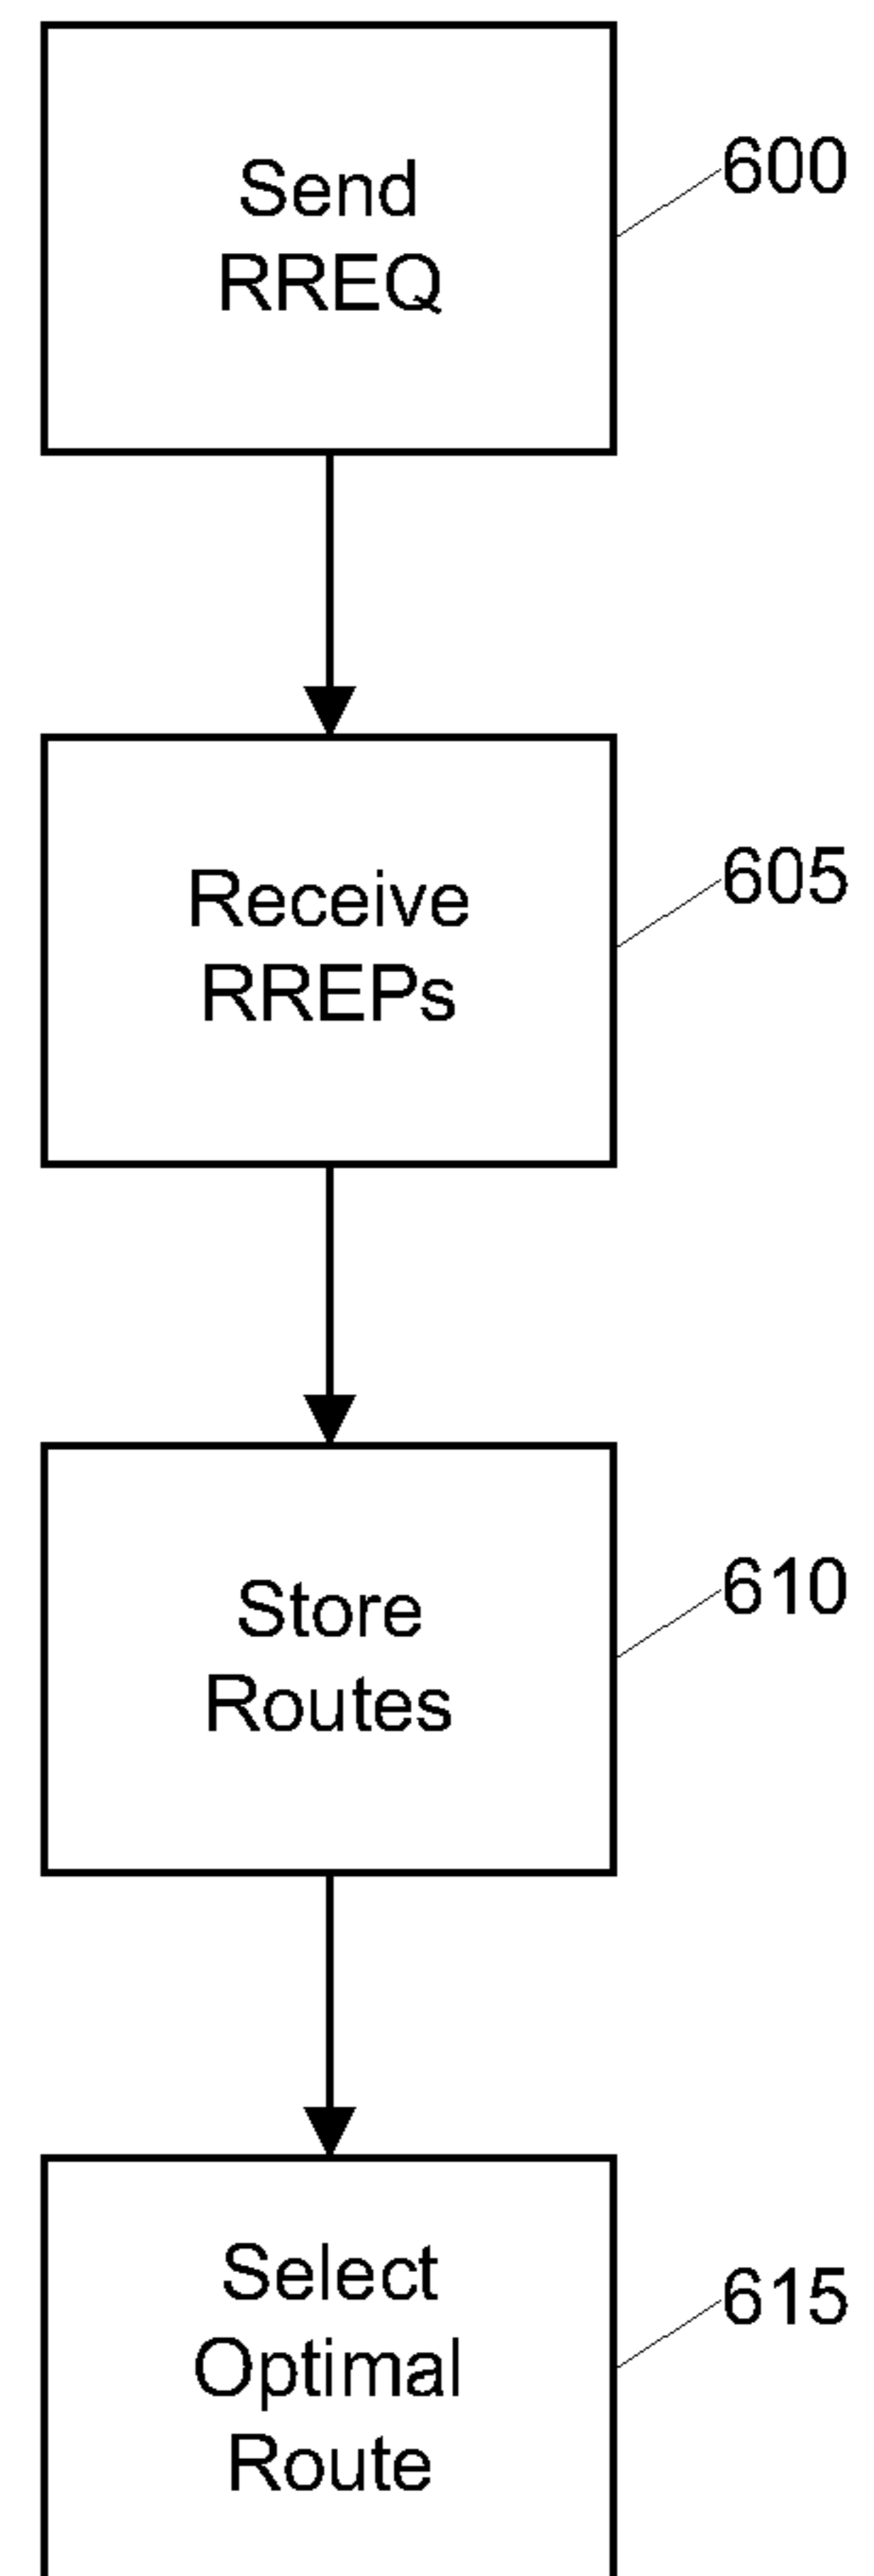 Send
RREQ
600
Receive
RREPs
605
Store
Routes
610
Select
Optimal
Route
615